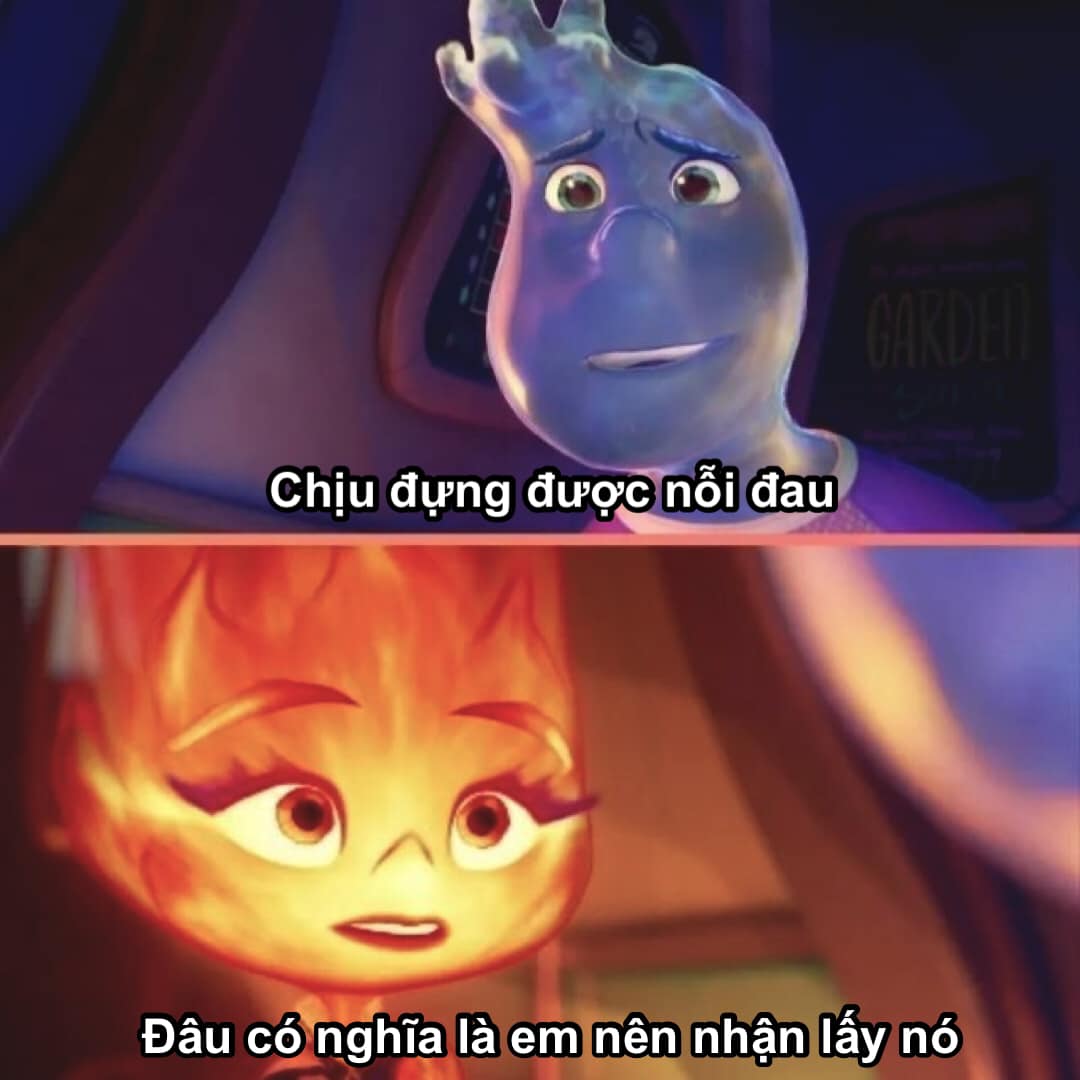 GARDEN
Chịu đựng được nỗi đau
Đâu có nghĩa là em nên nhận lấy nó